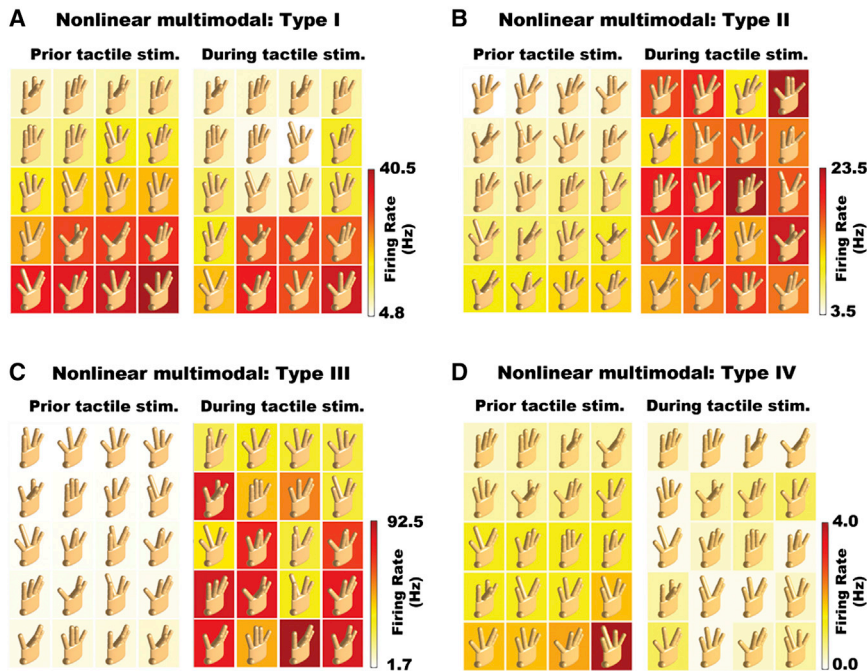 A Nonlinear multimodal: Type I
Prior tactile stim. During tactile stim.
40.5
Firing Rate
(Hz)
4.8
B Nonlinear multimodal: Type II
Prior tactile stim. During tactile stim.
23.5
Firing Rate
(Hz)
3.5
C Nonlinear multimodal: Type III
Prior tactile stim. During tactile stim.
92.5
Firing Rate
(Hz)
1.7
D Nonlinear multimodal: Type IV
Prior tactile stim. During tactile stim.
4.0
Firing Rate
(Hz)
0.0